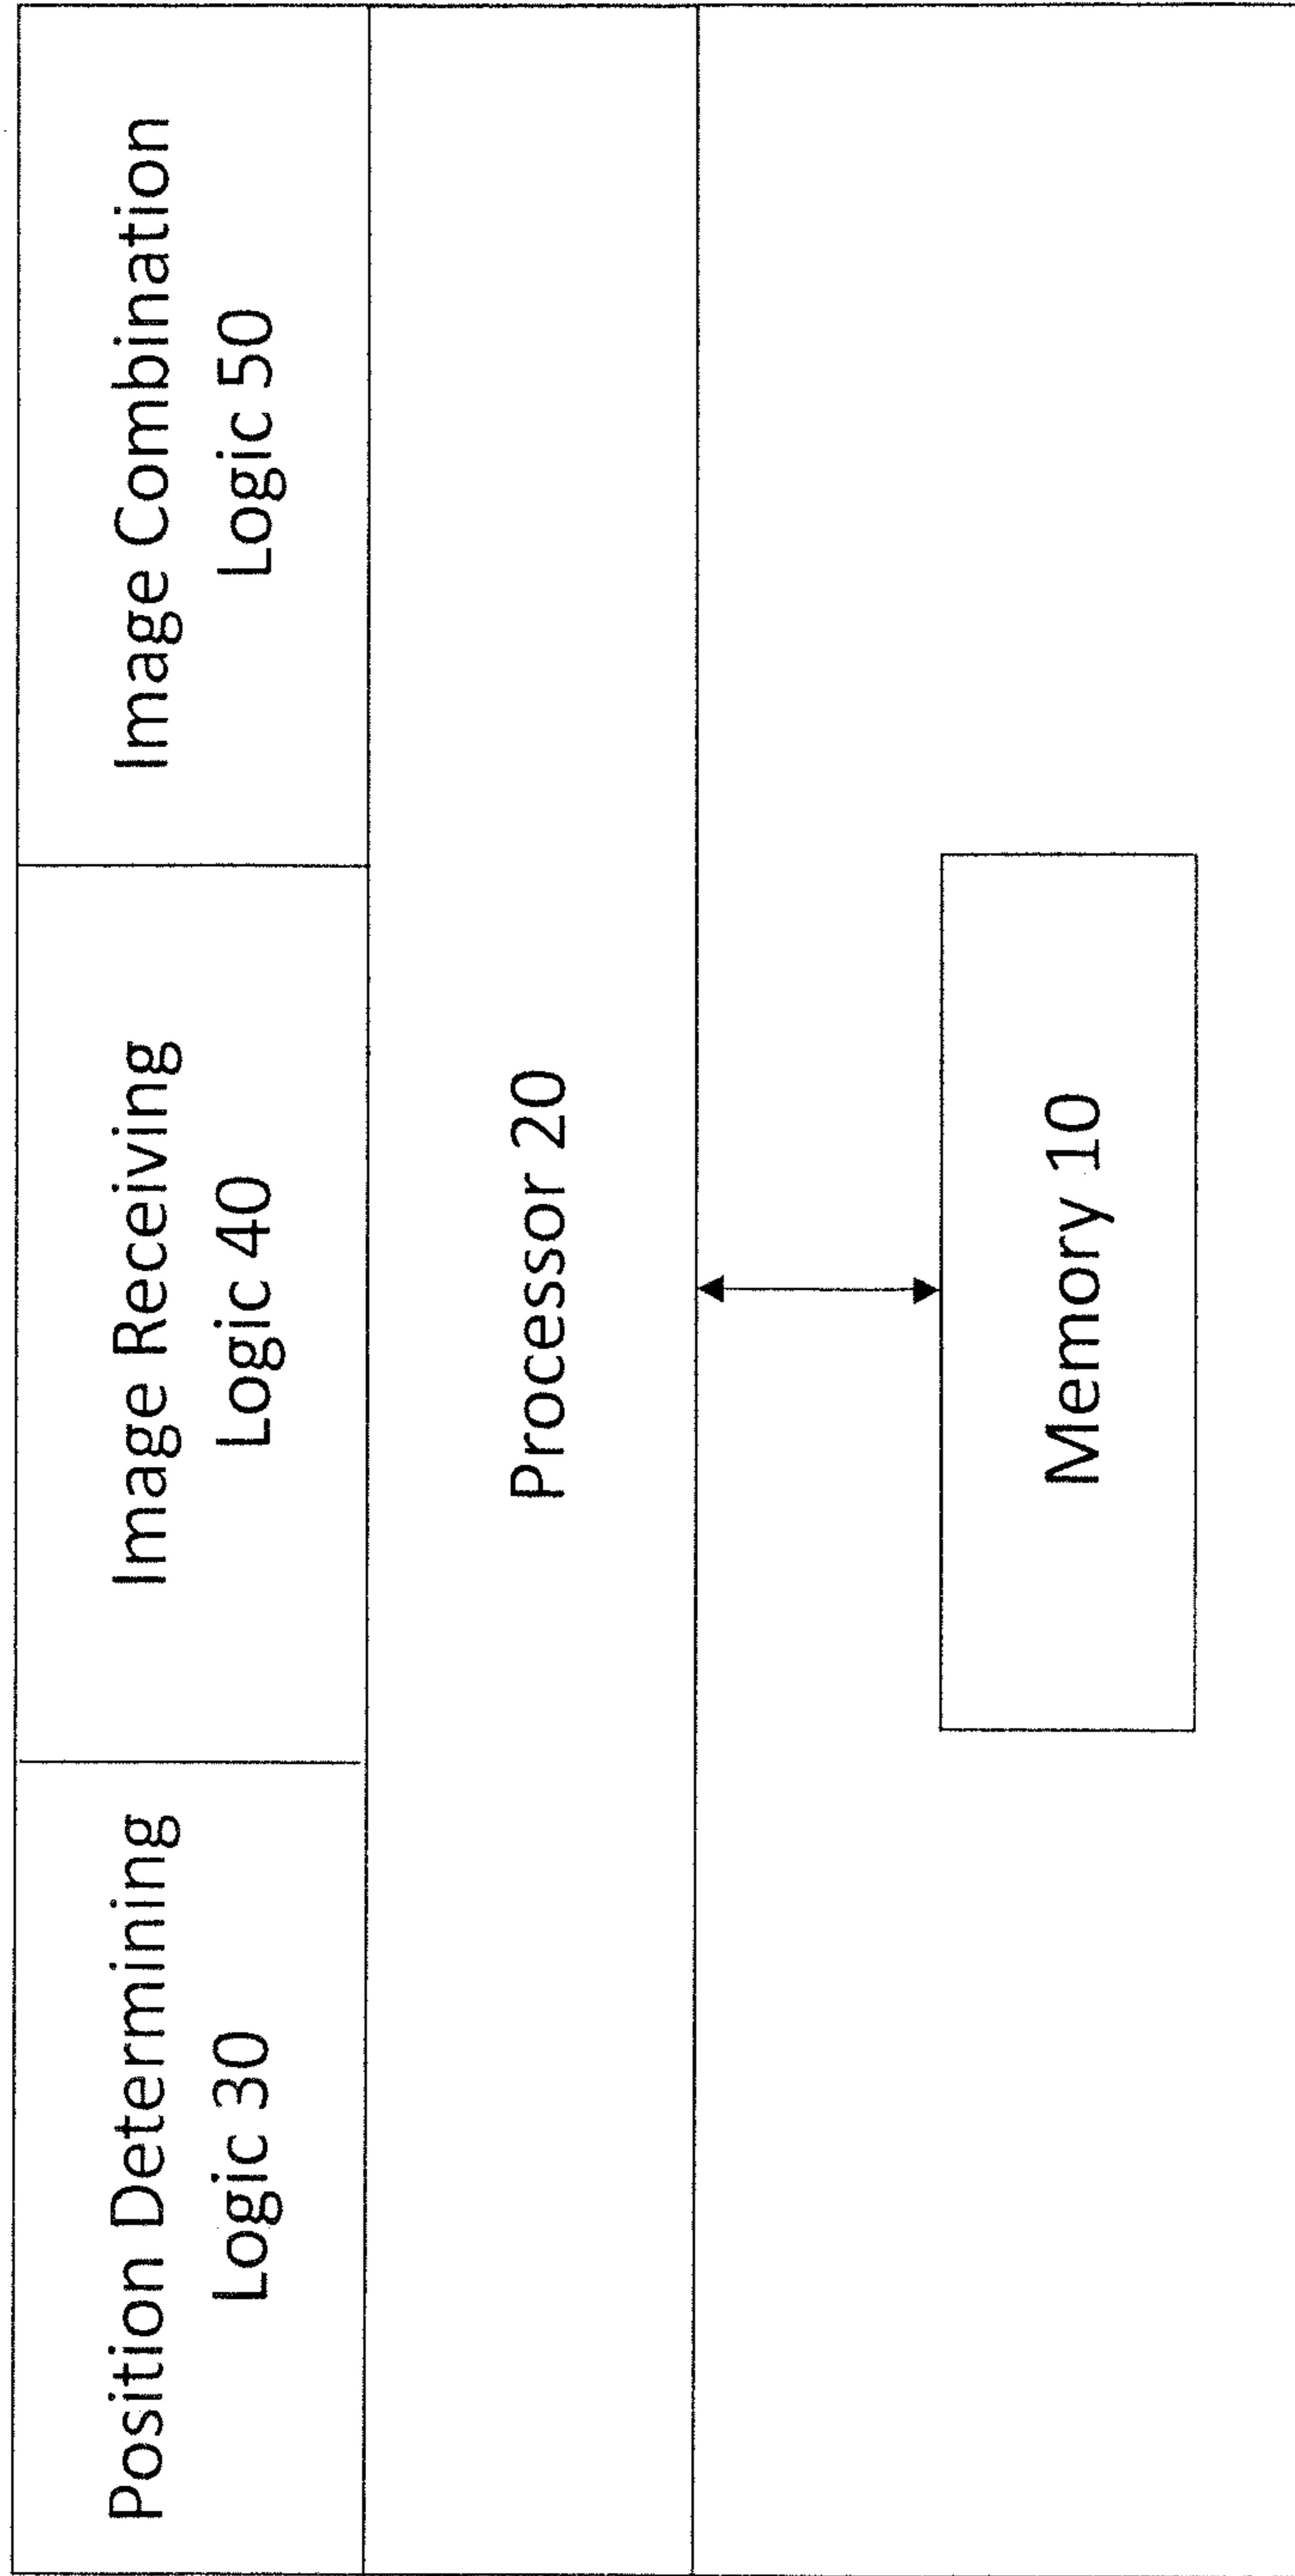 Position Determining
Logic 30
Image Receiving
Logic 40
Image Combination
Logic 50
Processor 20
Memory 10